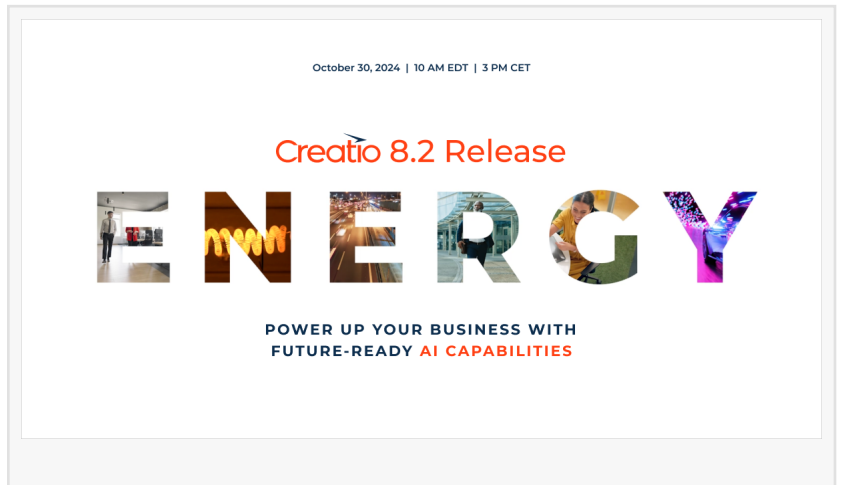 October 30, 2024 | 10 AM EDT | 3 PM CET
Creatio 8.2 Release
ENERGY
POWER UP YOUR BUSINESS WITH
FUTURE-READY AI CAPABILITIES